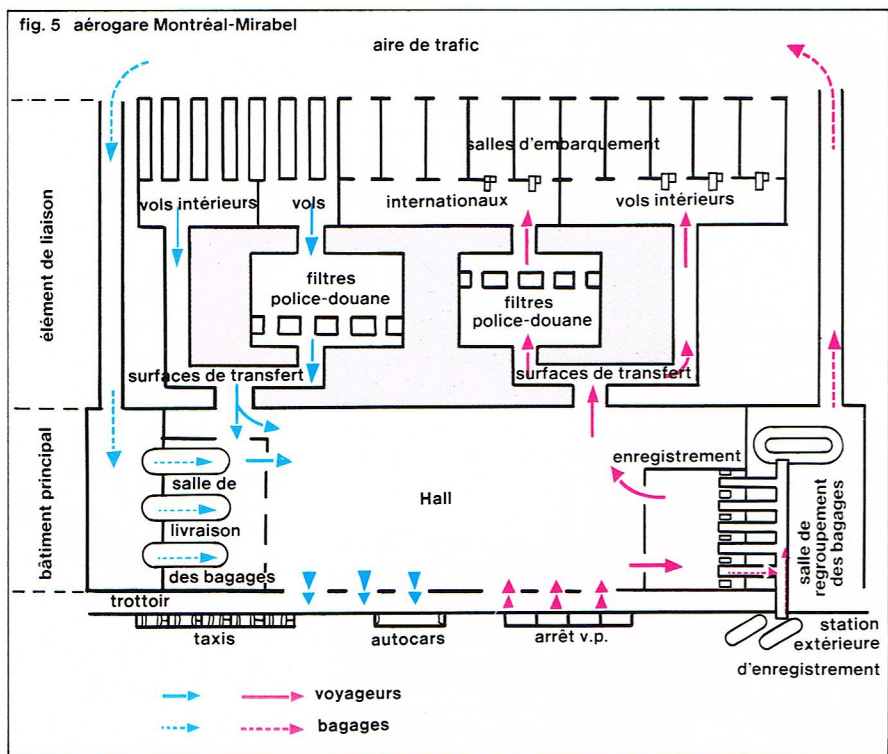 fig. 5 aérogare Montréal-Mirabel
aire de trafic
salles d'embarquement
vols intérieurs
vols
internationaux
vols intérieurs
élément de liaison
filtres
police-douane
filtres
police-douane
surfaces de transfert
surfaces de transfert
bâtiment principal
enregistrement
salle de
livraison
des bagages
Hall
salle de
regroupement
des bagages
trottoir
taxis
autocars
arrêt v.p.
station
extérieure
d'enregistrement
voyageurs
bagages